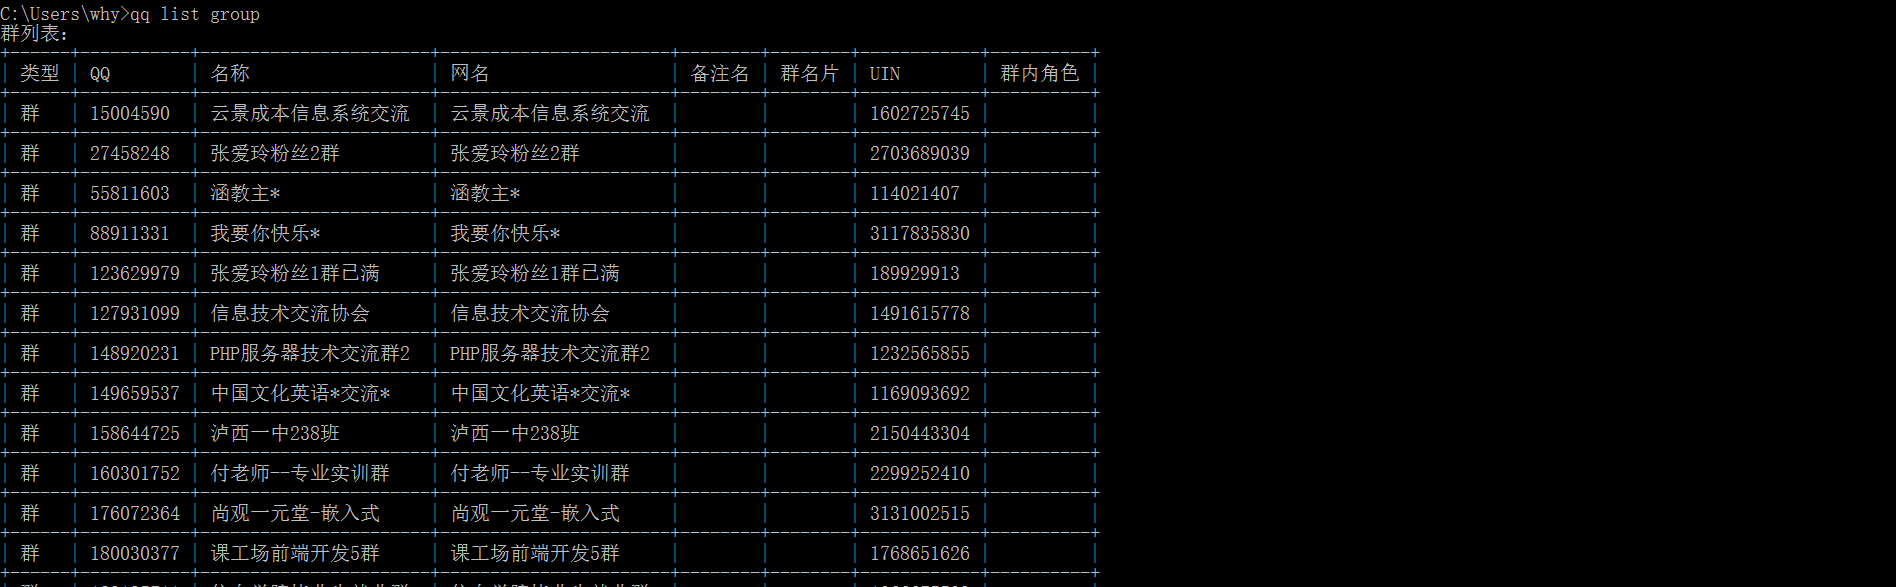 C:\Users\why>qq list group
群列表：
类型 | QQ | 名称 | 网名 | 备注名 | 群名片 | UIN | 群内角色
群 | 15004590 | 云景成本信息系统交流 | 云景成本信息系统交流 | | | 1602725745 |
群 | 27458248 | 张爱玲粉丝2群 | 张爱玲粉丝2群 | | | 2703689039 |
群 | 55811603 | 涵教主* | 涵教主* | | | 114021407 |
群 | 88911331 | 我要你快乐* | 我要你快乐* | | | 3117835830 |
群 | 123629979 | 张爱玲粉丝1群已满 | 张爱玲粉丝1群已满 | | | 189929913 |
群 | 127931099 | 信息技术交流协会 | 信息技术交流协会 | | | 1491615778 |
群 | 148920231 | PHP服务器技术交流群2 | PHP服务器技术交流群2 | | | 1232565855 |
群 | 149659537 | 中国文化英语*交流* | 中国文化英语*交流* | | | 1169093692 |
群 | 158644725 | 泸西一中238班 | 泸西一中238班 | | | 2150443304 |
群 | 160301752 | 付老师--专业实训群 | 付老师--专业实训群 | | | 2299252410 |
群 | 176072364 | 尚观一元堂-嵌入式 | 尚观一元堂-嵌入式 | | | 3131002515 |
群 | 180030377 | 课工场前端开发5群 | 课工场前端开发5群 | | | 1768651626 |